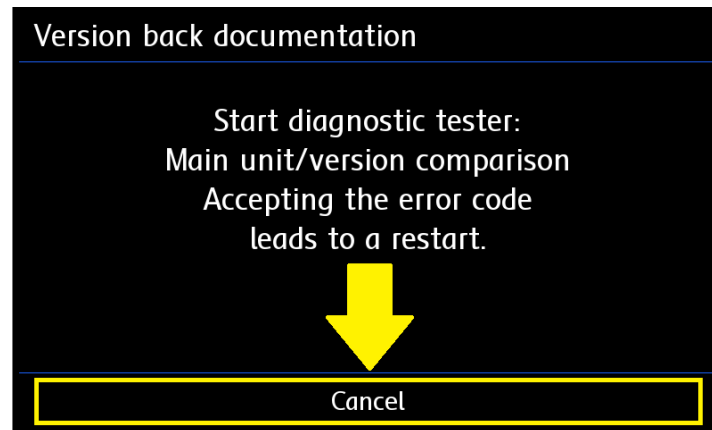 Version back documentation
Start diagnostic tester:
Main unit/version comparison
Accepting the error code
leads to a restart.
Cancel